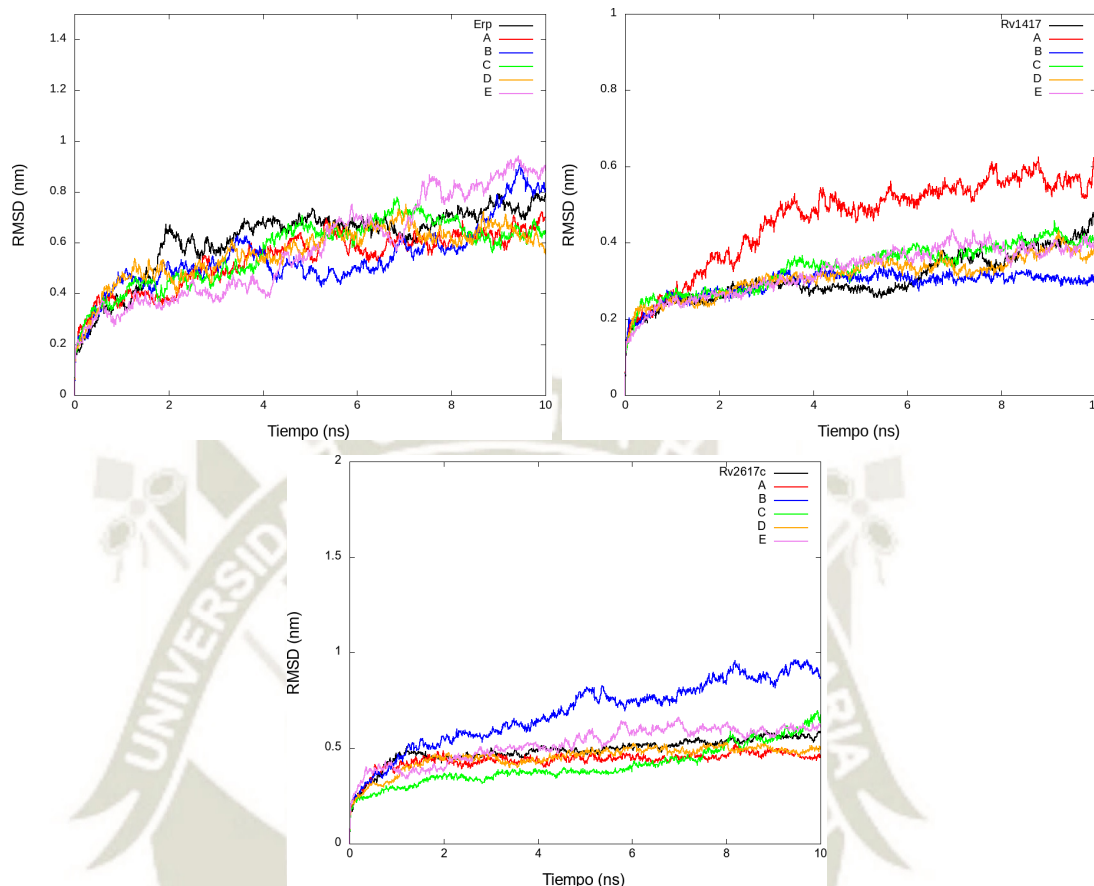 1.4
1.2
1
0.8
0.6
0.4
0.2
0
RMSD (nm)
0 2 4 6 8 10
Tiempo (ns)
Erp
A
B
C
D
E
1
0.8
0.6
0.4
0.2
0
RMSD (nm)
0 2 4 6 8 1
Tiempo (ns)
Rv1417
A
B
C
D
E
2
1.5
1
0.5
0
RMSD (nm)
0 2 4 6 8 10
Tiempo (ns)
Rv2617c
A
B
C
D
E
UNIVERSID
ARIA